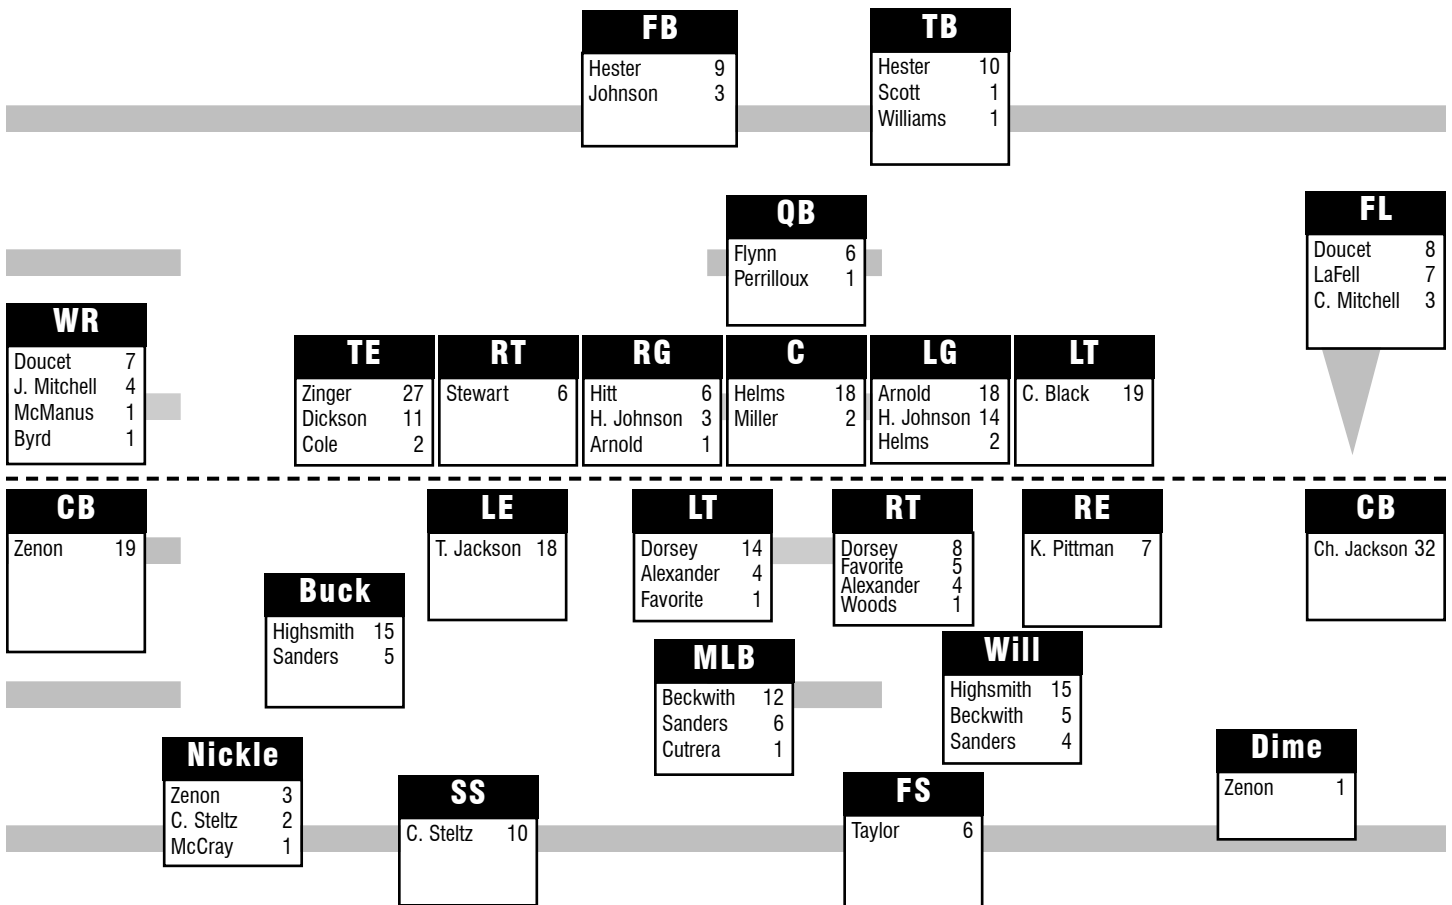 FB
Hester 9
Johnson 3
TB
Hester 10
Scott 1
Williams 1
QB
Flynn 6
Perrilloux 1
FL
Doucet 8
LaFell 7
C. Mitchell 3
WR
Doucet 7
J. Mitchell 4
McManus 1
Byrd 1
TE
Zinger 27
Dickson 11
Cole 2
RT
Stewart 6
RG
Hitt 6
H. Johnson 3
Arnold 1
C
Helms 18
Miller 2
LG
Arnold 18
H. Johnson 14
Helms 2
LT
C. Black 19
CB
Zenon 19
LE
T. Jackson 18
LT
Dorsey 14
Alexander 4
Favorite 1
RT
Dorsey 8
Favorite 5
Alexander 4
Woods 1
RE
K. Pittman 7
CB
Ch. Jackson 32
Buck
Highsmith 15
Sanders 5
MLB
Beckwith 12
Sanders 6
Cutrera 1
Will
Highsmith 15
Beckwith 5
Sanders 4
Nickle
Zenon 3
C. Steltz 2
McCray 1
SS
C. Steltz 10
FS
Taylor 6
Dime
Zenon 1